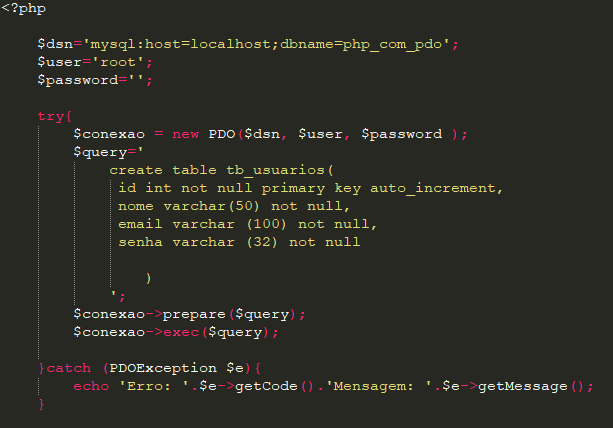 <?php
$dsn='mysql:host=localhost;dbname=php_com_pdo';
$user='root';
$password='';
try{
$conexao = new PDO($dsn, $user, $password );
$query='
create table tb_usuarios(
id int not null primary key auto_increment,
nome varchar(50) not null,
email varchar (100) not null,
senha varchar (32) not null
)
';
$conexao->prepare($query);
$conexao->exec($query);
}catch (PDOException $e){
echo 'Erro: '.$e->getCode().'Mensagem: '.$e->getMessage();
}